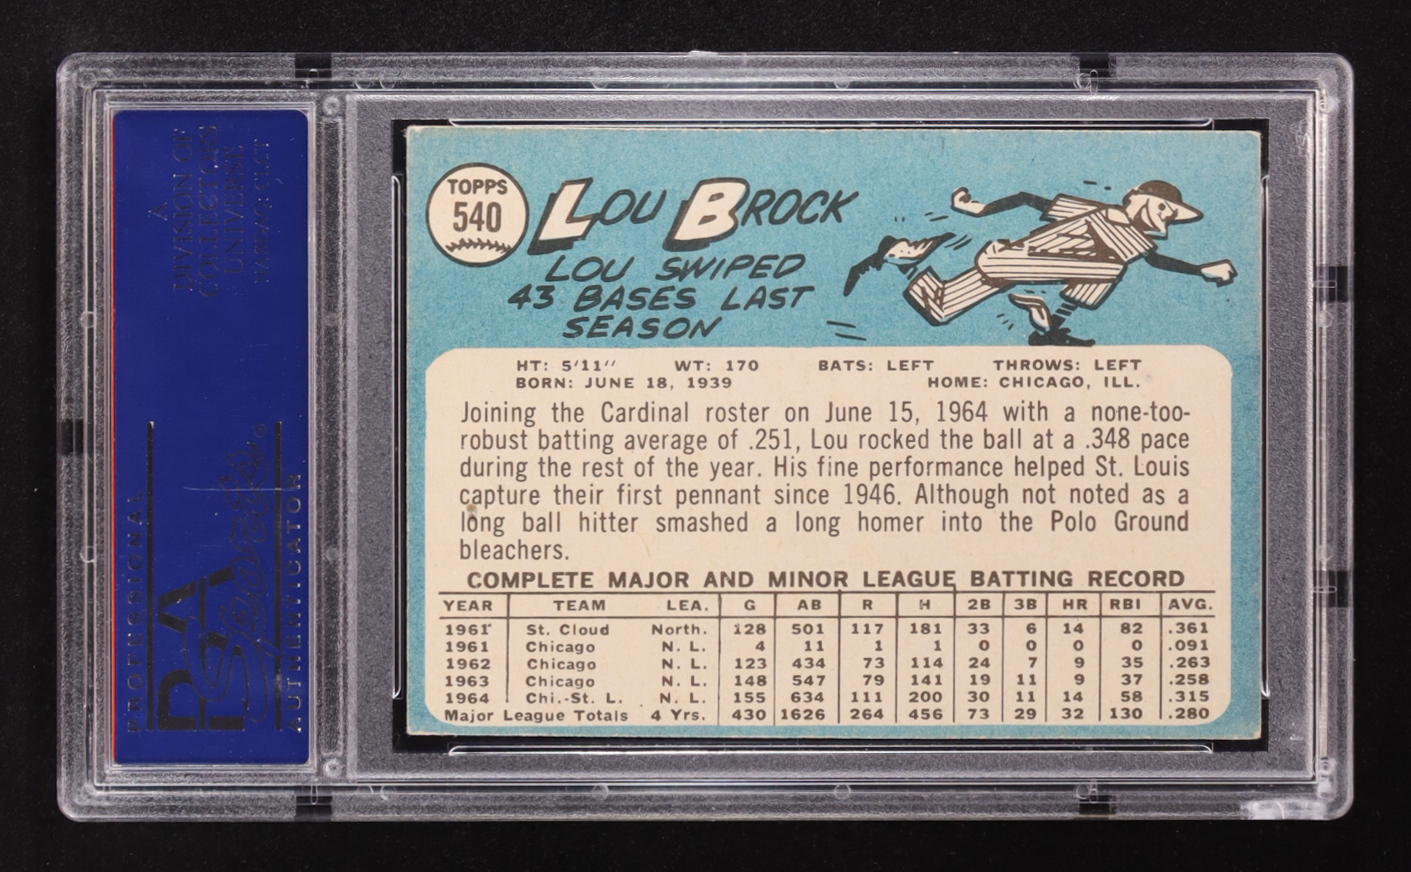 A
DIVISION OF
COLLECTORS
UNIVERSE
NASDAQ: CLCT
PROFESSIONAL
PSA
Sports
AUTHENTICATOR
®
TOPPS
540
LOU BROCK
LOU SWIPED
43 BASES LAST
SEASON
HT: 5'11" WT: 170 BATS: LEFT THROWS: LEFT
BORN: JUNE 18, 1939 HOME: CHICAGO, ILL.
Joining the Cardinal roster on June 15, 1964 with a none-too-
robust batting average of .251, Lou rocked the ball at a .348 pace
during the rest of the year. His fine performance helped St. Louis
capture their first pennant since 1946. Although not noted as a
long ball hitter smashed a long homer into the Polo Ground
bleachers.
COMPLETE MAJOR AND MINOR LEAGUE BATTING RECORD
YEAR TEAM LEA. G AB R H 2B 3B HR RBI AVG.
1961 St. Cloud North. 128 501 117 181 33 6 14 82 .361
1961 Chicago N. L. 4 11 1 1 0 0 0 0 .091
1962 Chicago N. L. 123 434 73 114 24 7 9 35 .263
1963 Chicago N. L. 148 547 79 141 19 11 9 37 .258
1964 Chi.-St. L. N. L. 155 634 111 200 30 11 14 58 .315
Major League Totals 4 Yrs. 430 1626 264 456 73 29 32 130 .280